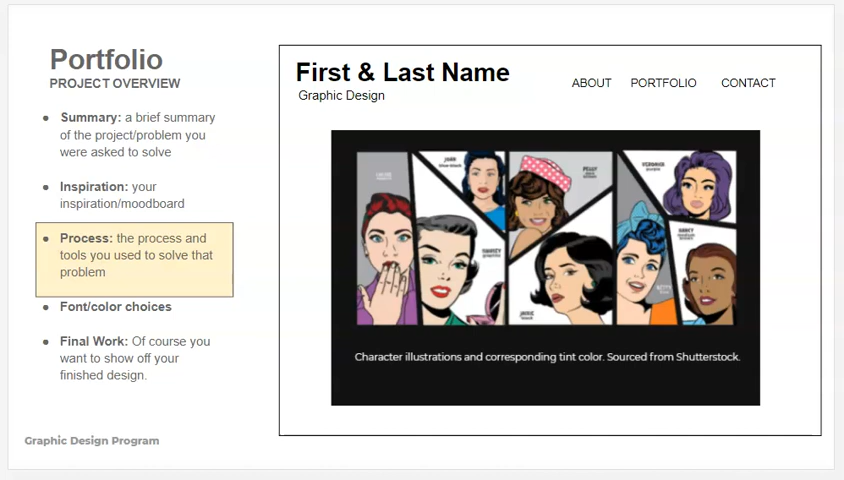 Portfolio
PROJECT OVERVIEW
● Summary: a brief summary
of the project/problem you
were asked to solve
● Inspiration: your
inspiration/moodboard
● Process: the process and
tools you used to solve that
problem
● Font/color choices
● Final Work: Of course you
want to show off your
finished design.
Graphic Design Program
First & Last Name
Graphic Design
ABOUT PORTFOLIO CONTACT
VERONICA
Character illustrations and corresponding tint color. Sourced from Shutterstock.